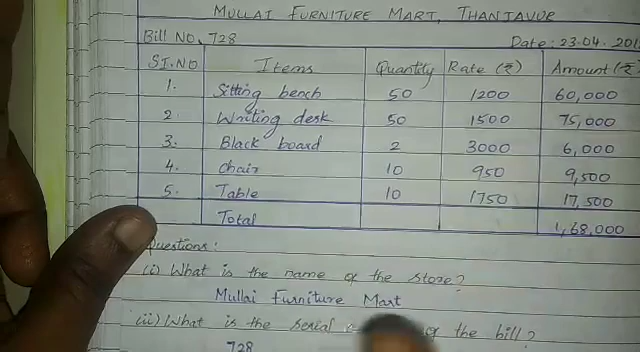 MULLAI FURNITURE MART, THANJAVUR
Bill NO. 728 Date: 23.04.201
SI.NO Items Quantity Rate (₹) Amount (₹
1. Sitting bench 50 1200 60,000
2. Writing desk 50 1500 75,000
3. Black board 2 3000 6,000
4. Chair 10 950 9,500
5. Table 10 1750 17,500
Total 1,68,000
Questions:
(i) What is the name of the store?
Mullai Furniture Mart
(ii) What is the serial of the bill?
728